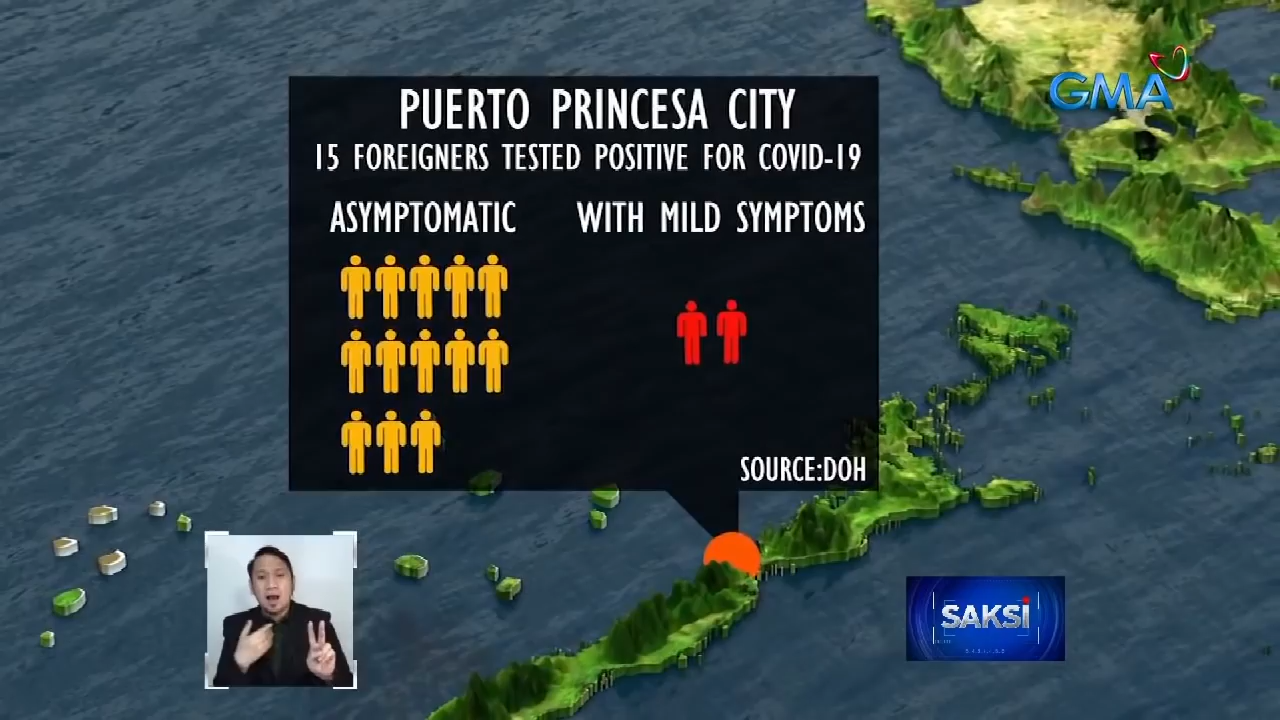 GMA
PUERTO PRINCESA CITY
15 FOREIGNERS TESTED POSITIVE FOR COVID-19
ASYMPTOMATIC
WITH MILD SYMPTOMS
SOURCE:DOH
SAKSI